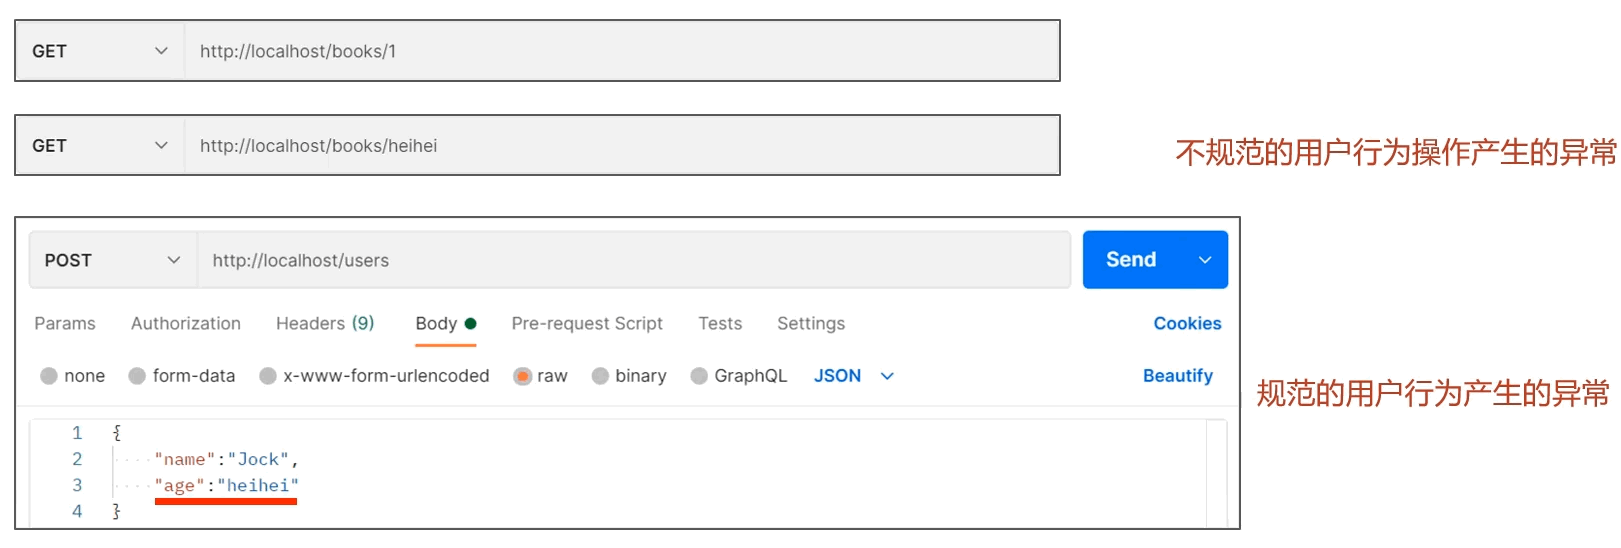 GET http://localhost/books/1
GET http://localhost/books/heihei
不规范的用户行为操作产生的异常
POST http://localhost/users Send
Params Authorization Headers (9) Body Pre-request Script Tests Settings Cookies
none form-data x-www-form-urlencoded raw binary GraphQL JSON Beautify
规范的用户行为产生的异常
1 {
2 ····"name":"Jock",
3 ····"age":"heihei"
4 }